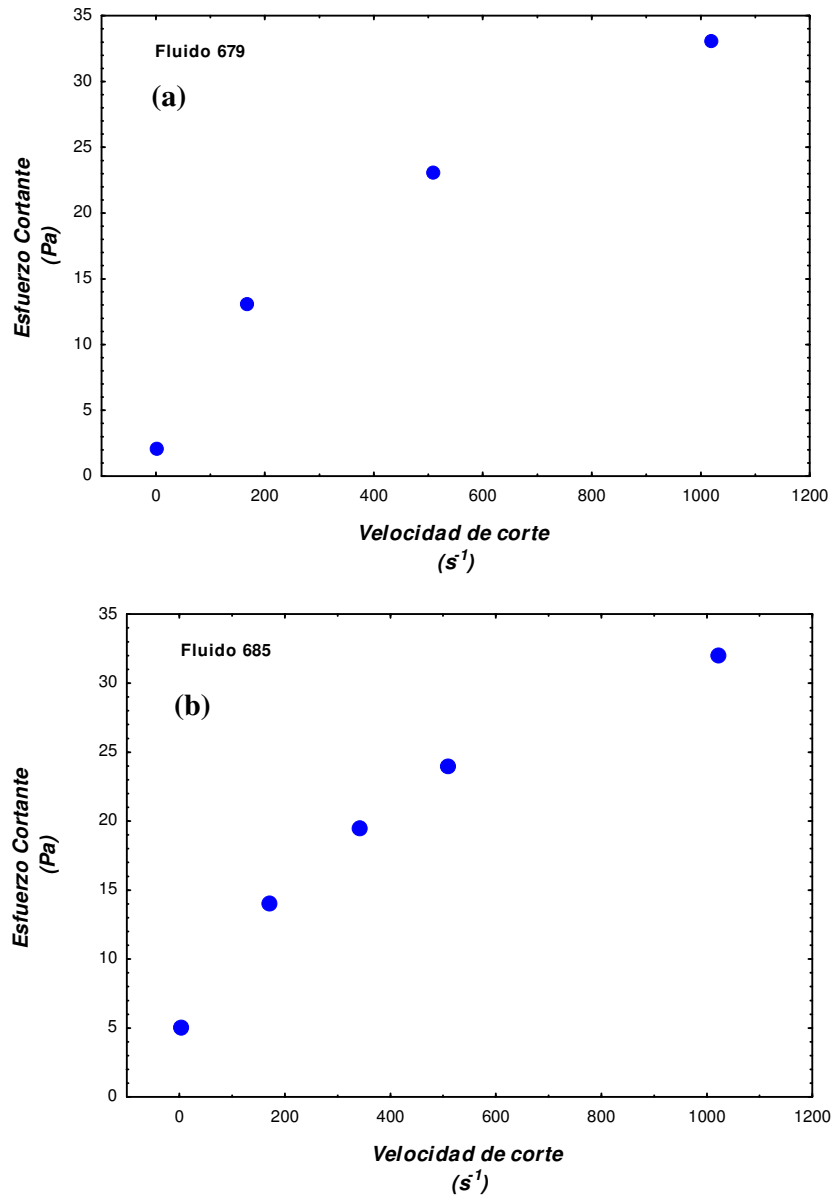 35
30
25
20
15
10
5
0
Fluido 679
(a)
Esfuerzo Cortante
(Pa)
0 200 400 600 800 1000 1200
Velocidad de corte
(s-1)
35
30
25
20
15
10
5
0
Fluido 685
(b)
Esfuerzo Cortante
(Pa)
0 200 400 600 800 1000 1200
Velocidad de corte
(s-1)